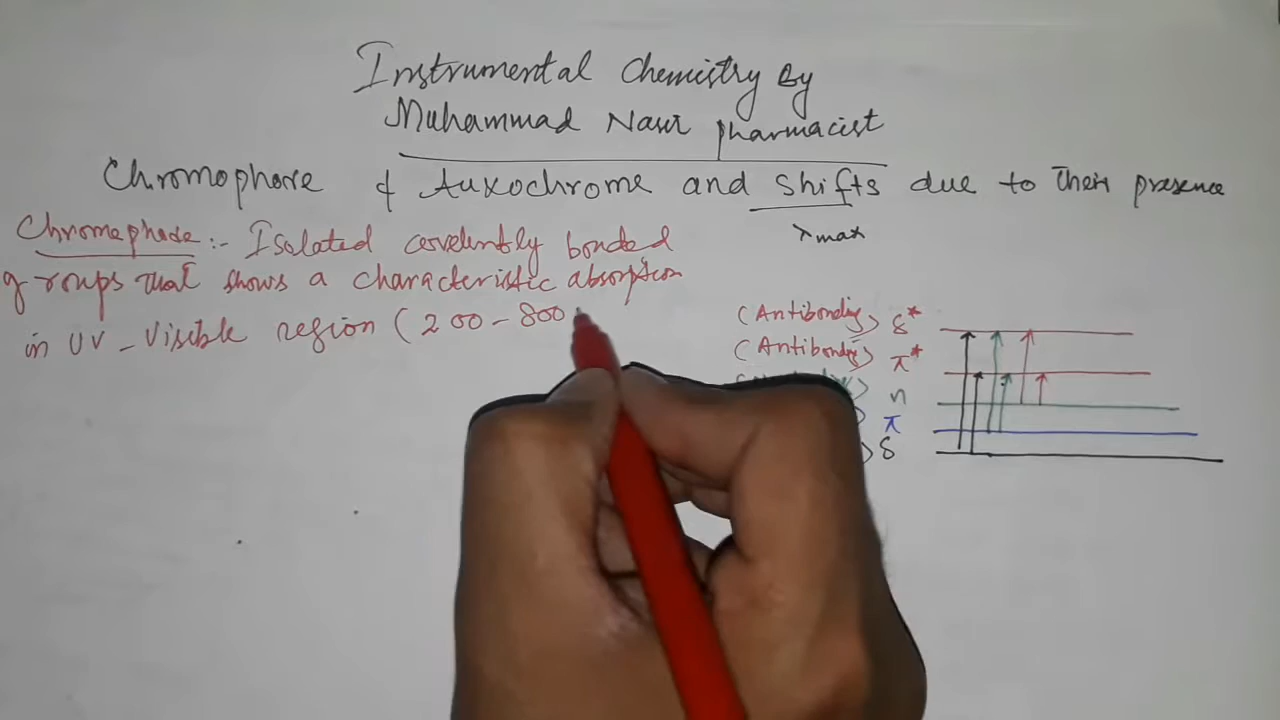 Instrumental Chemistry By
Muhammad Nasir pharmacist
Chromophore & Auxochrome and shifts due to their presence
λmax
Chromophore :- Isolated covalently bonded
groups that shows a characteristic absorption
in UV - Visible region (200 - 800
(Antibonding) δ*
(Antibonding) π*
n
π
) δ